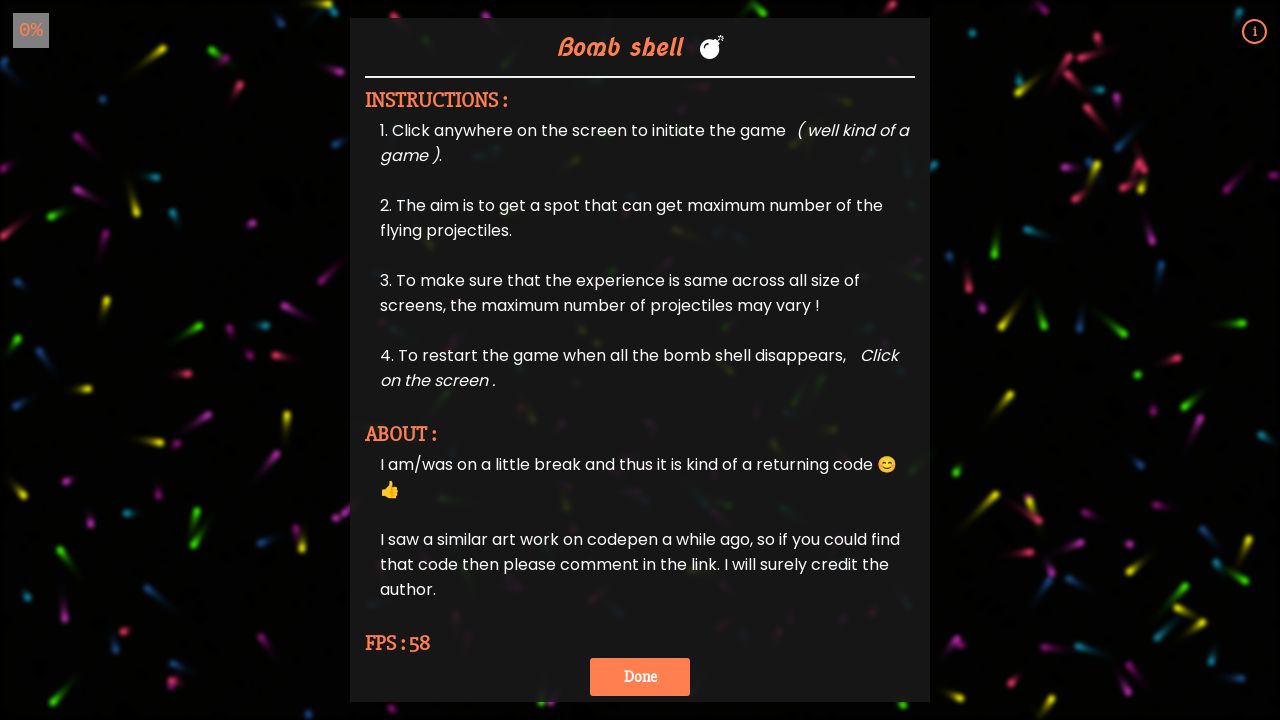 0%
i
Bomb shell 💣
INSTRUCTIONS :
1. Click anywhere on the screen to initiate the game ( well kind of a
game ).
2. The aim is to get a spot that can get maximum number of the
flying projectiles.
3. To make sure that the experience is same across all size of
screens, the maximum number of projectiles may vary !
4. To restart the game when all the bomb shell disappears, Click
on the screen .
ABOUT :
I am/was on a little break and thus it is kind of a returning code 😊
👍
I saw a similar art work on codepen a while ago, so if you could find
that code then please comment in the link. I will surely credit the
author.
FPS : 58
Done